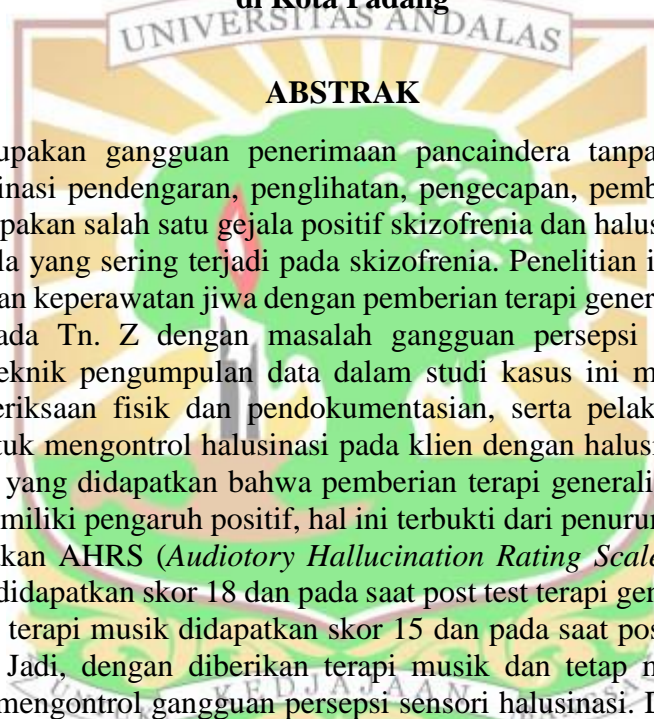 di Kota Padang
UNIVERSITAS ANDALAS
ABSTRAK
upakan gangguan penerimaan pancaindera tanpa
inasi pendengaran, penglihatan, pengecapan, pemb
pakan salah satu gejala positif skizofrenia dan halus
la yang sering terjadi pada skizofrenia. Penelitian i
an keperawatan jiwa dengan pemberian terapi gener
ada Tn. Z dengan masalah gangguan persepsi
eknik pengumpulan data dalam studi kasus ini m
eriksaan fisik dan pendokumentasian, serta pelak
tuk mengontrol halusinasi pada klien dengan halus
yang didapatkan bahwa pemberian terapi generali
miliki pengaruh positif, hal ini terbukti dari penuru
kan AHRS (Audiotory Hallucination Rating Scale
didapatkan skor 18 dan pada saat post test terapi gen
terapi musik didapatkan skor 15 dan pada saat pos
Jadi, dengan diberikan terapi musik dan tetap m
mengontrol gangguan persepsi sensori halusinasi. D
KEDJAJAAN